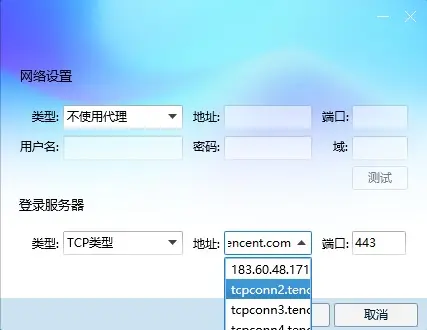 网络设置
类型: 不使用代理 地址: 端口:
用户名: 密码: 域:
测试
登录服务器
类型: TCP类型 地址: encent.com 端口: 443
183.60.48.171
tcpconn2.tenc
tcpconn3.tenc
tcpconn4.tenc
取消